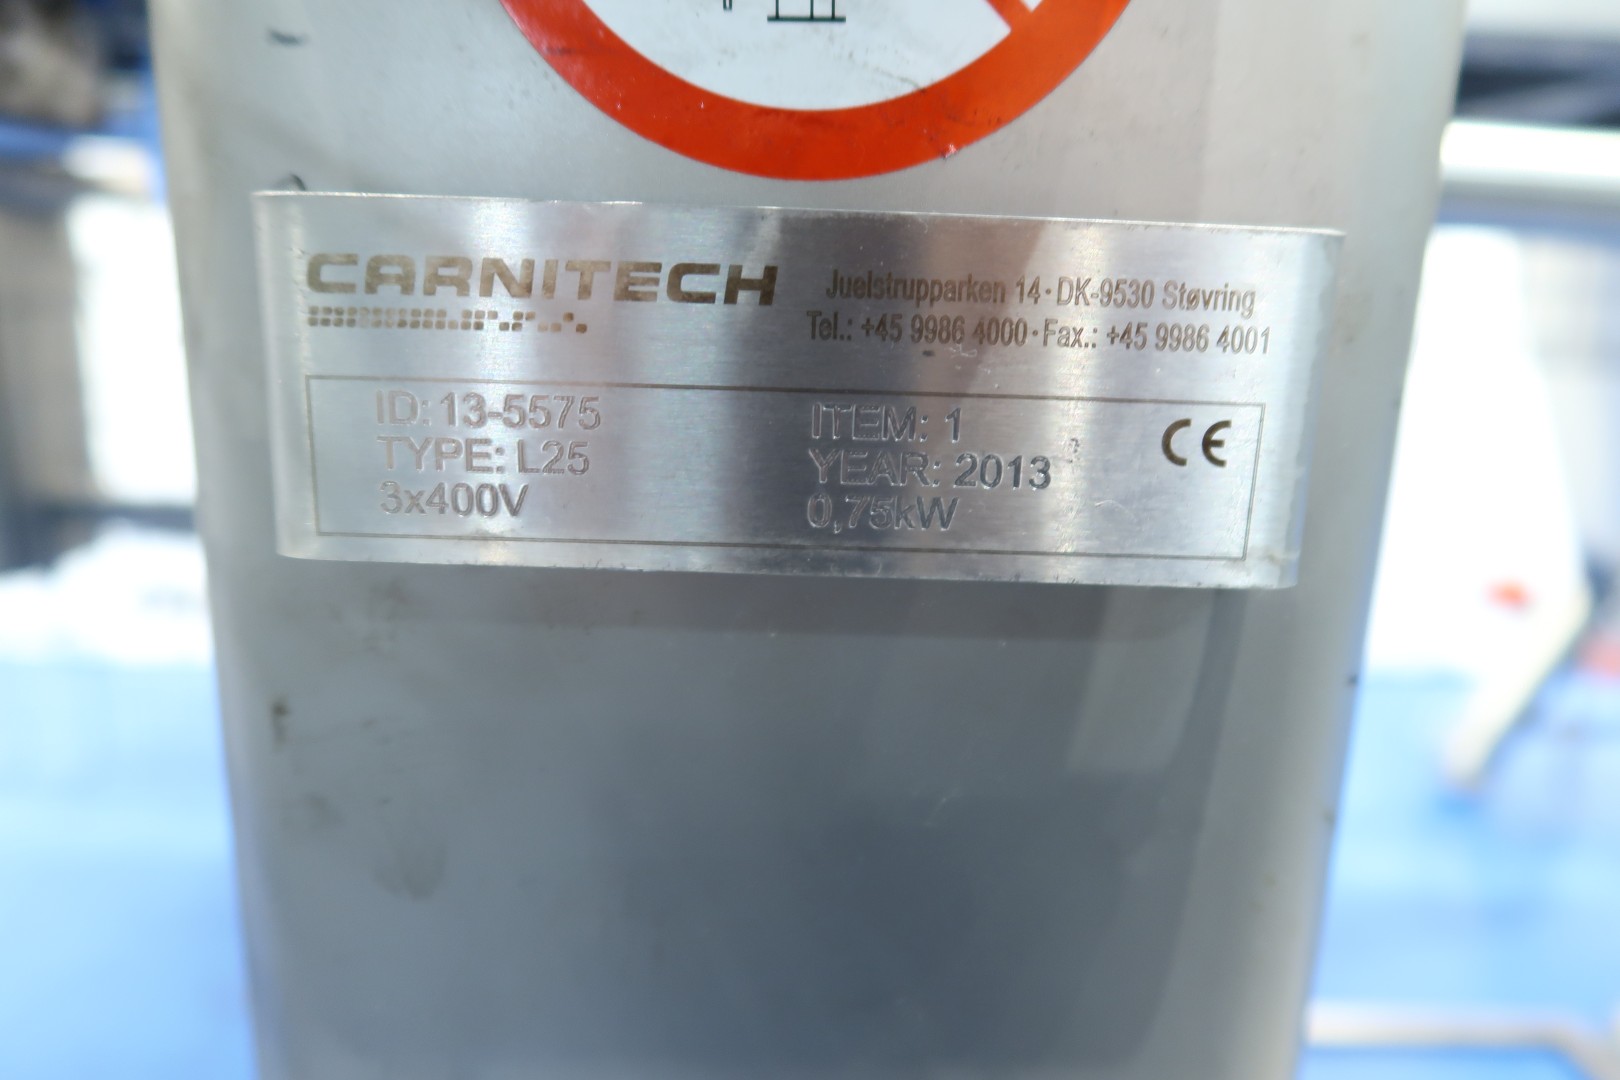 CARNITECH
Juelstrupparken 14 · DK-9530 Støvring
Tel.: +45 9986 4000 · Fax.: +45 9986 4001
ID: 13-5575
ITEM: 1
CE
TYPE: L25
YEAR: 2013
3x400V
0,75kW